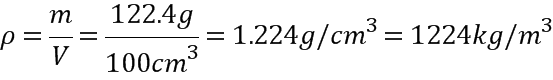 ρ = m/V = 122.4g/100cm³ = 1.224g/cm³ = 1224kg/m³